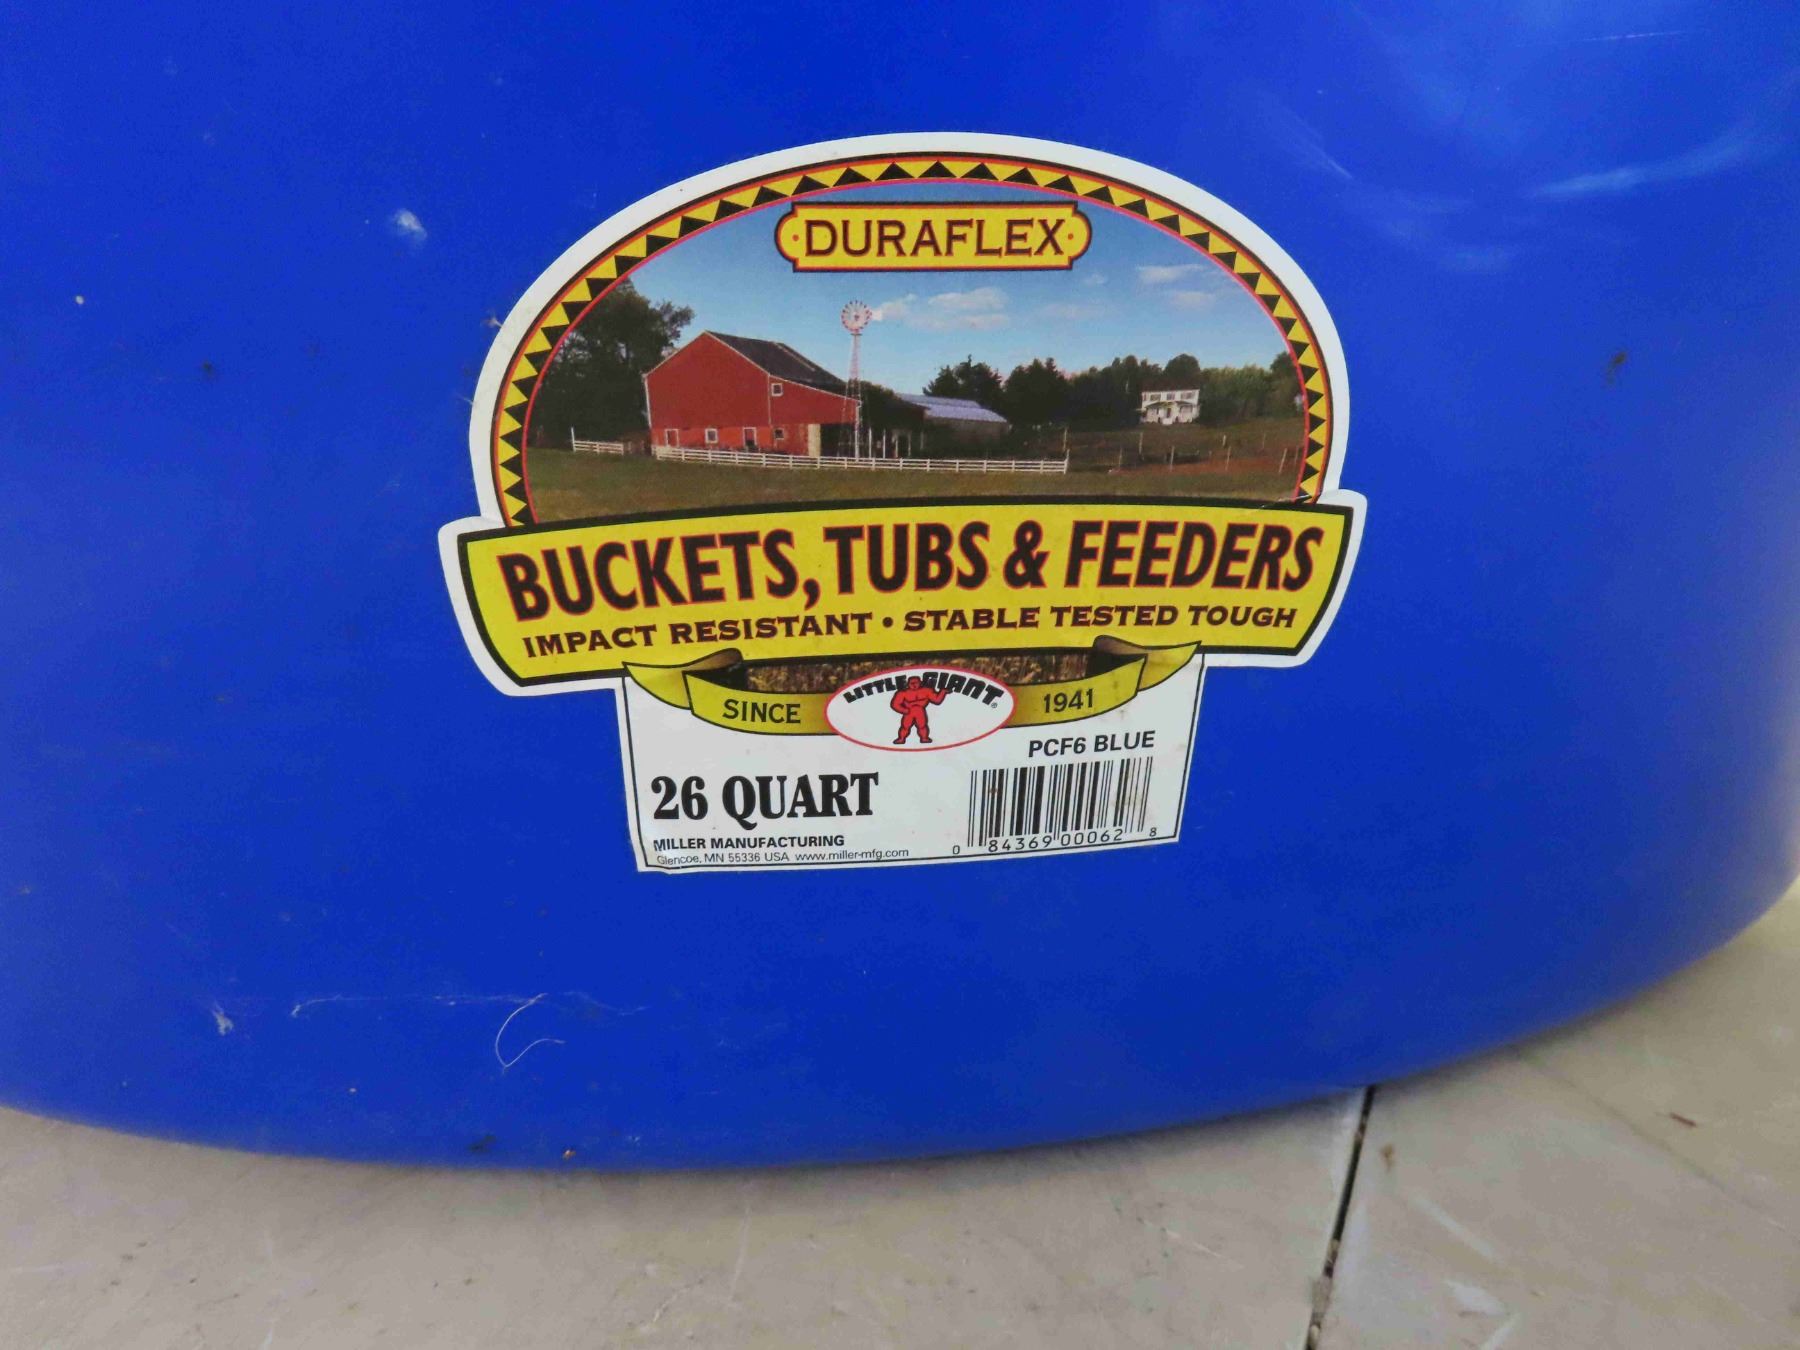 DURAFLEX
BUCKETS, TUBS & FEEDERS
IMPACT RESISTANT • STABLE TESTED TOUGH
SINCE LITTLE GIANT® 1941
PCF6 BLUE
26 QUART
MILLER MANUFACTURING
Glencoe, MN 55336 USA www.miller-mfg.com
0 84369 00062 8